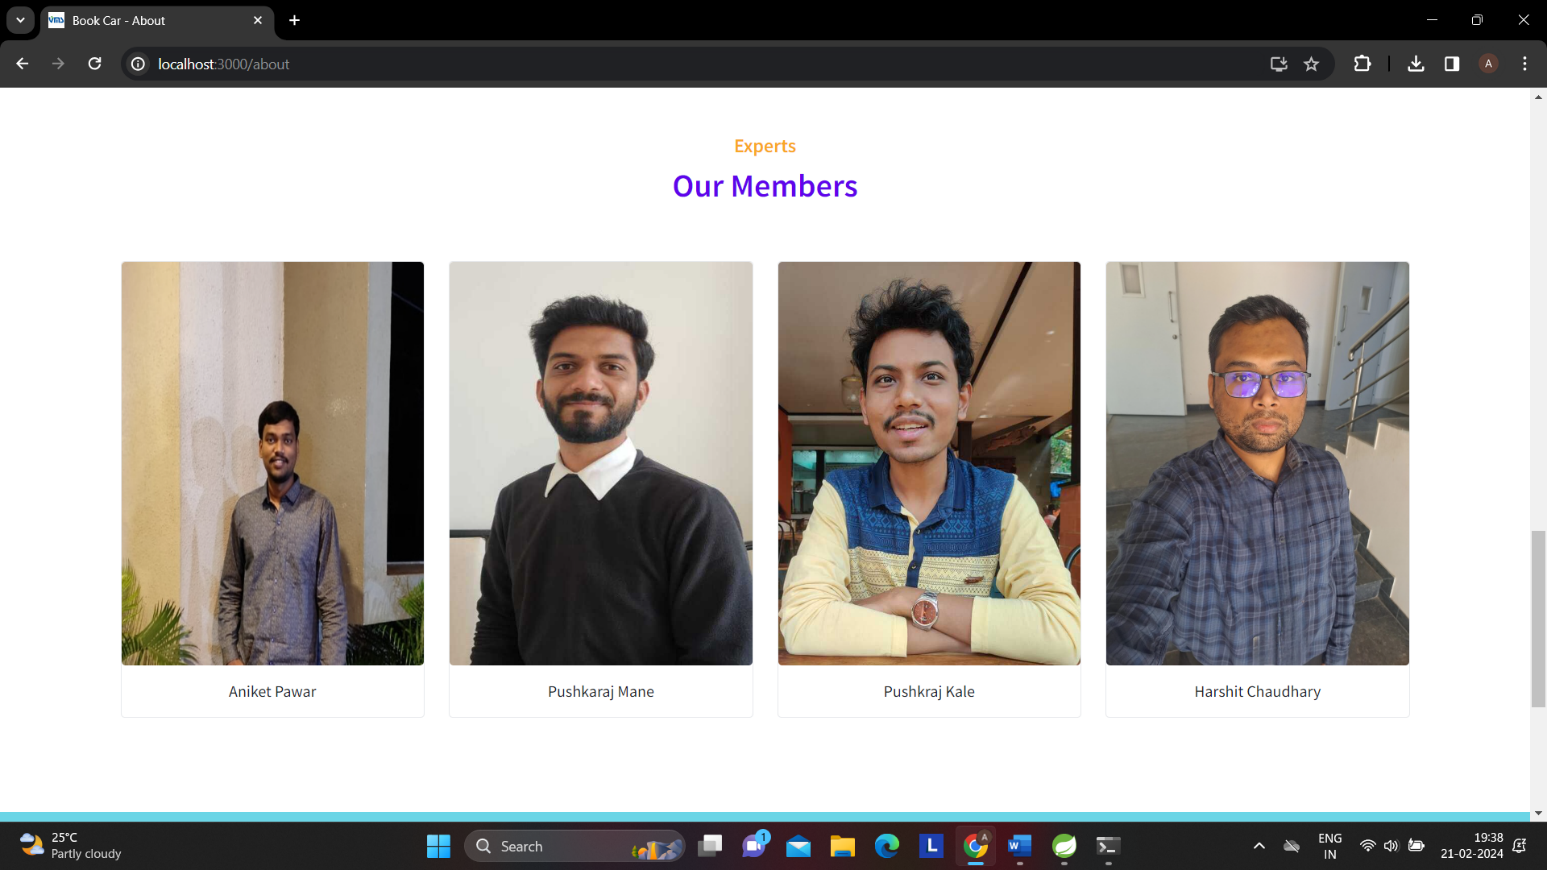 Book Car - About
localhost:3000/about
A
Experts
Our Members
Aniket Pawar
Pushkaraj Mane
Pushkraj Kale
Harshit Chaudhary
25°C
Partly cloudy
Search
1
L
A
W
ENG
IN
19:38
21-02-2024